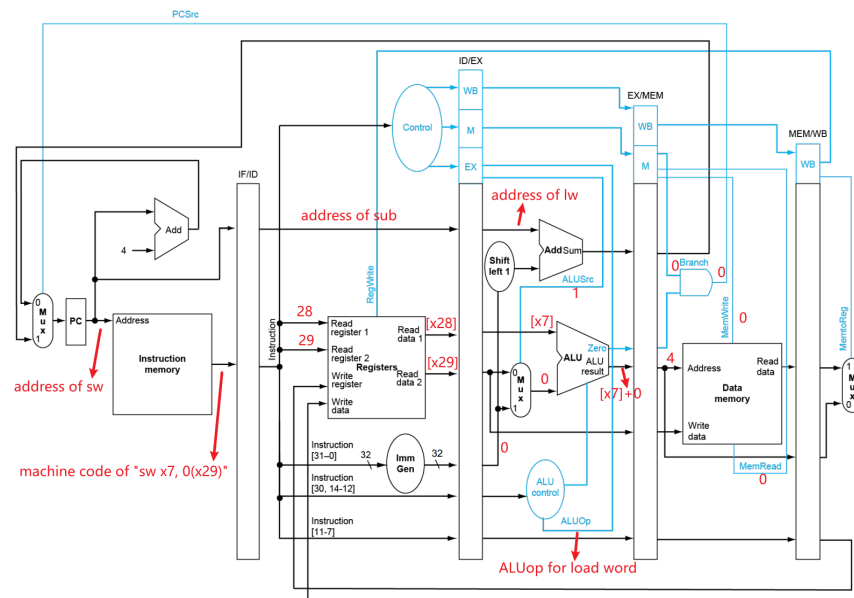 PCSrc
ID/EX
WB
EX/MEM
Control
M
WB
MEM/WB
EX
M
WB
IF/ID
address of sub
address of lw
Add
4
Add Sum
Shift
left 1
ALUSrc
1
0
Branch
0
RegWrite
MemWrite
0
MemtoReg
0
M
u
x
1
PC
Address
Instruction
memory
address of sw
machine code of "sw x7, 0(x29)"
Instruction
28
Read
register 1
29
Read
register 2
Write
register
Write
data
Registers
Read
data 1
Read
data 2
[x28]
[x29]
[x7]
0
M
u
x
1
0
0
ALU
Zero
ALU
result
[x7]+0
4
Address
Read
data
Data
memory
Write
data
MemRead
0
1
M
u
x
0
Instruction
[31–0]
32
Imm
Gen
32
Instruction
[30, 14-12]
ALU
control
Instruction
[11-7]
ALUOp
ALUop for load word